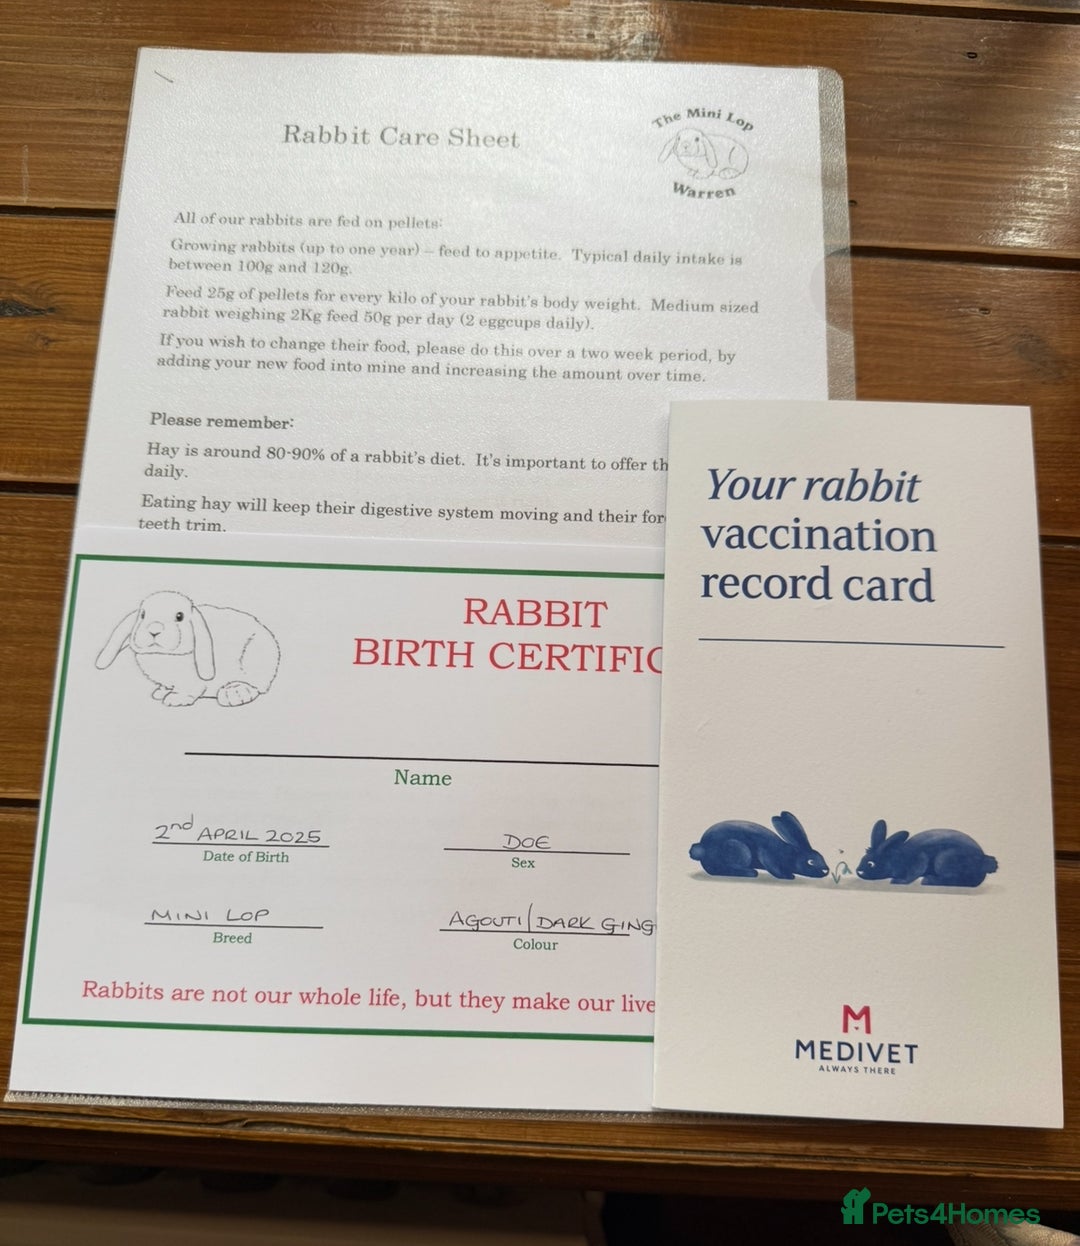 Rabbit Care Sheet
The Mini Lop
Warren
All of our rabbits are fed on pellets:
Growing rabbits (up to one year) – feed to appetite. Typical daily intake is
between 100g and 120g.
Feed 25g of pellets for every kilo of your rabbit's body weight. Medium sized
rabbit weighing 2Kg feed 50g per day (2 eggcups daily).
If you wish to change their food, please do this over a two week period, by
adding your new food into mine and increasing the amount over time.
Please remember:
Hay is around 80-90% of a rabbit's diet. It's important to offer th
daily.
Eating hay will keep their digestive system moving and their for
teeth trim.
RABBIT
BIRTH CERTIFIC
Name
2nd APRIL 2025
Date of Birth
DOE
Sex
MINI LOP
Breed
AGOUTI/DARK GING
Colour
Rabbits are not our whole life, but they make our live
Your rabbit
vaccination
record card
MEDIVET
ALWAYS THERE
Pets4Homes